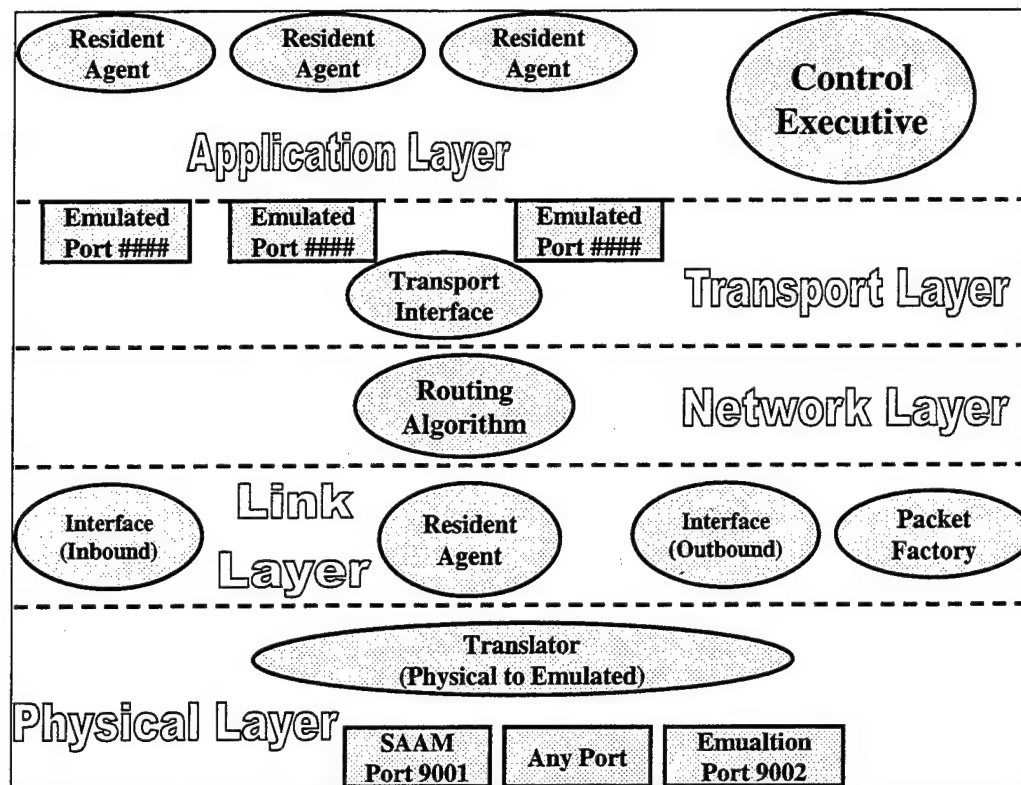 Resident
Agent
Resident
Agent
Resident
Agent
Control
Executive
Application Layer
Emulated
Port ####
Emulated
Port ####
Emulated
Port ####
Transport
Interface
Transport Layer
Routing
Algorithm
Network Layer
Interface
(Inbound)
Link
Layer
Resident
Agent
Interface
(Outbound)
Packet
Factory
Translator
(Physical to Emulated)
Physical Layer
SAAM
Port 9001
Any Port
Emualtion
Port 9002